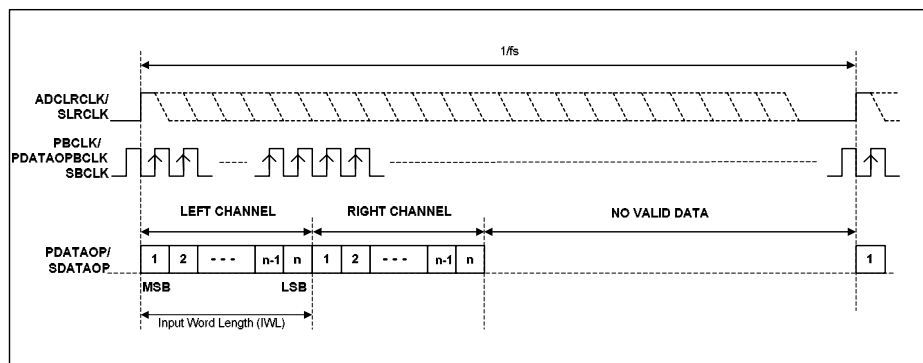 1/fs
ADCLRCLK/
SLRCLK
PBCLK/
PDATAOPBCLK
SBCLK
LEFT CHANNEL
RIGHT CHANNEL
NO VALID DATA
PDATAOP/
SDATAOP
1 2 --- n-1 n 1 2 --- n-1 n 1
MSB LSB
Input Word Length (IWL)